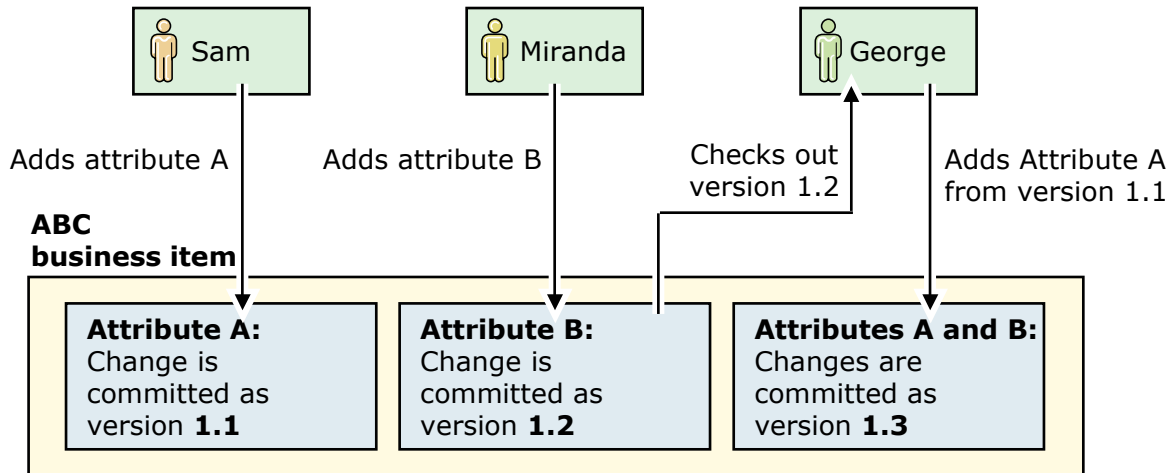 Sam
Miranda
George
Adds attribute A
Adds attribute B
Checks out
version 1.2
Adds Attribute A
from version 1.1
ABC
business item
Attribute A:
Change is
committed as
version 1.1
Attribute B:
Change is
committed as
version 1.2
Attributes A and B:
Changes are
committed as
version 1.3